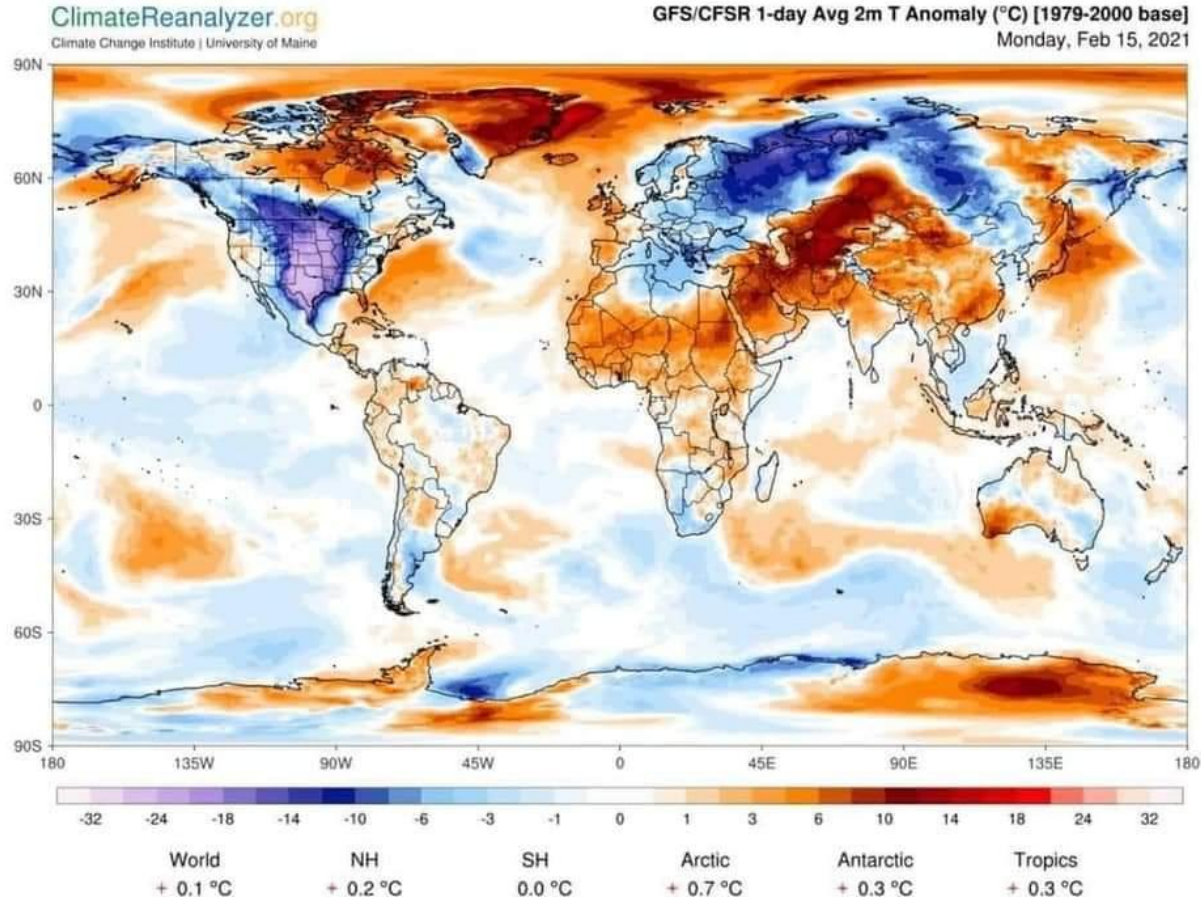 ClimateReanalyzer.org
Climate Change Institute | University of Maine
GFS/CFSR 1-day Avg 2m T Anomaly (°C) [1979-2000 base]
Monday, Feb 15, 2021
90N
60N
30N
0
30S
60S
90S
180 135W 90W 45W 0 45E 90E 135E 180
-32 -24 -18 -14 -10 -6 -3 -1 0 1 3 6 10 14 18 24 32
World NH SH Arctic Antarctic Tropics
+ 0.1 °C + 0.2 °C 0.0 °C + 0.7 °C + 0.3 °C + 0.3 °C